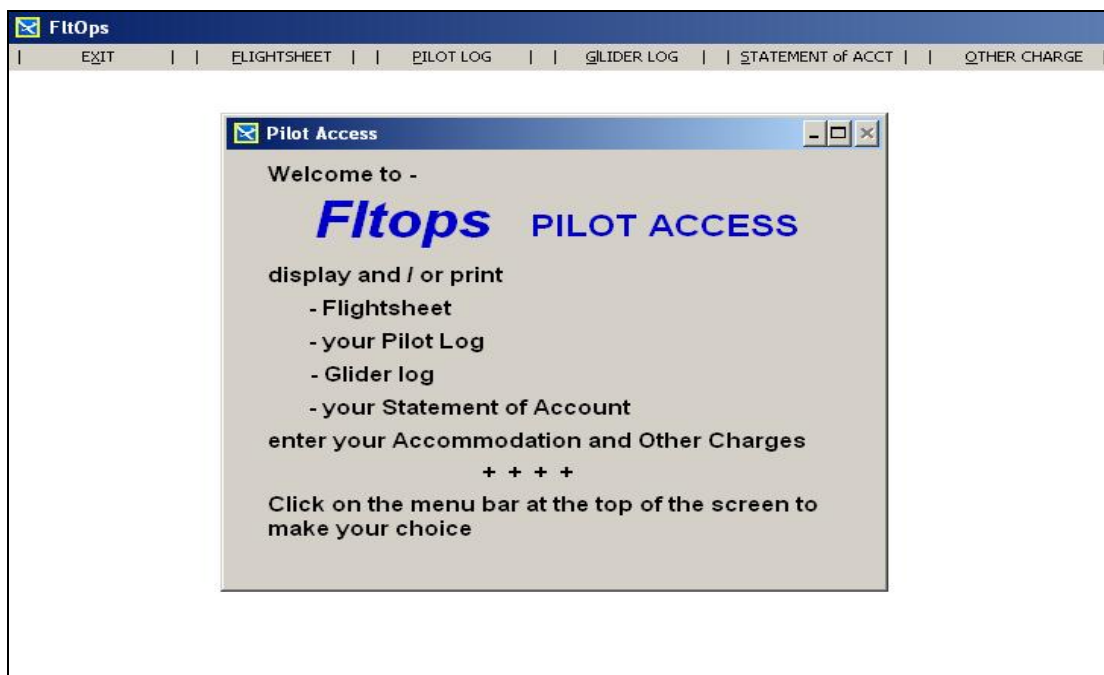 FltOps
| EXIT | | FLIGHTSHEET | | PILOT LOG | | GlLIDER LOG | | STATEMENT of ACCT | | OTHER CHARGE |
Pilot Access
Welcome to -
Fltops PILOT ACCESS
display and / or print
- Flightsheet
- your Pilot Log
- Glider log
- your Statement of Account
enter your Accommodation and Other Charges
+ + + +
Click on the menu bar at the top of the screen to
make your choice